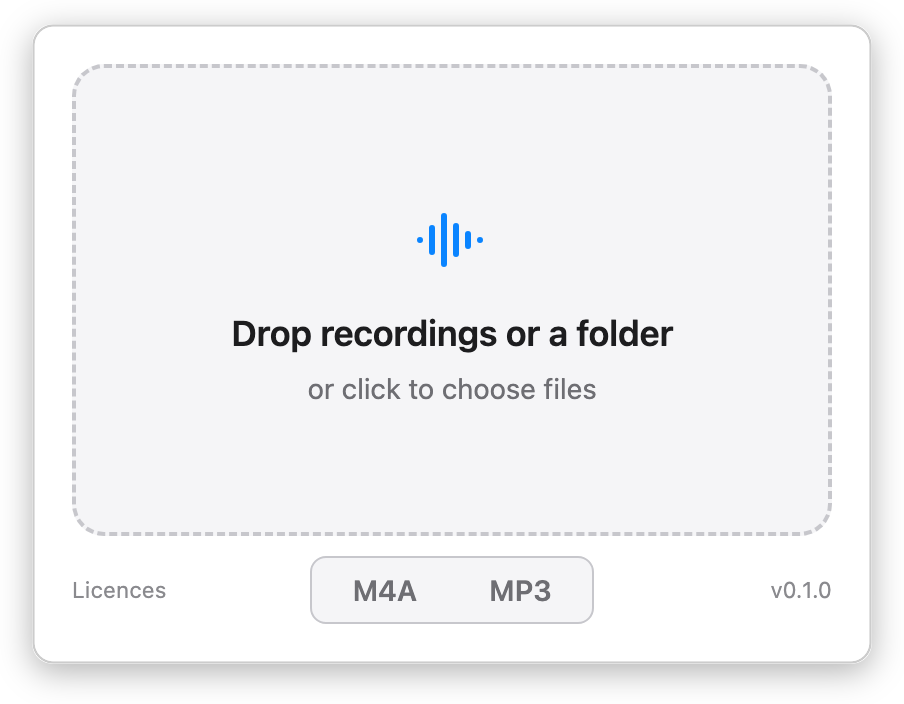 Drop recordings or a folder
or click to choose files
Licences
M4A
MP3
v0.1.0